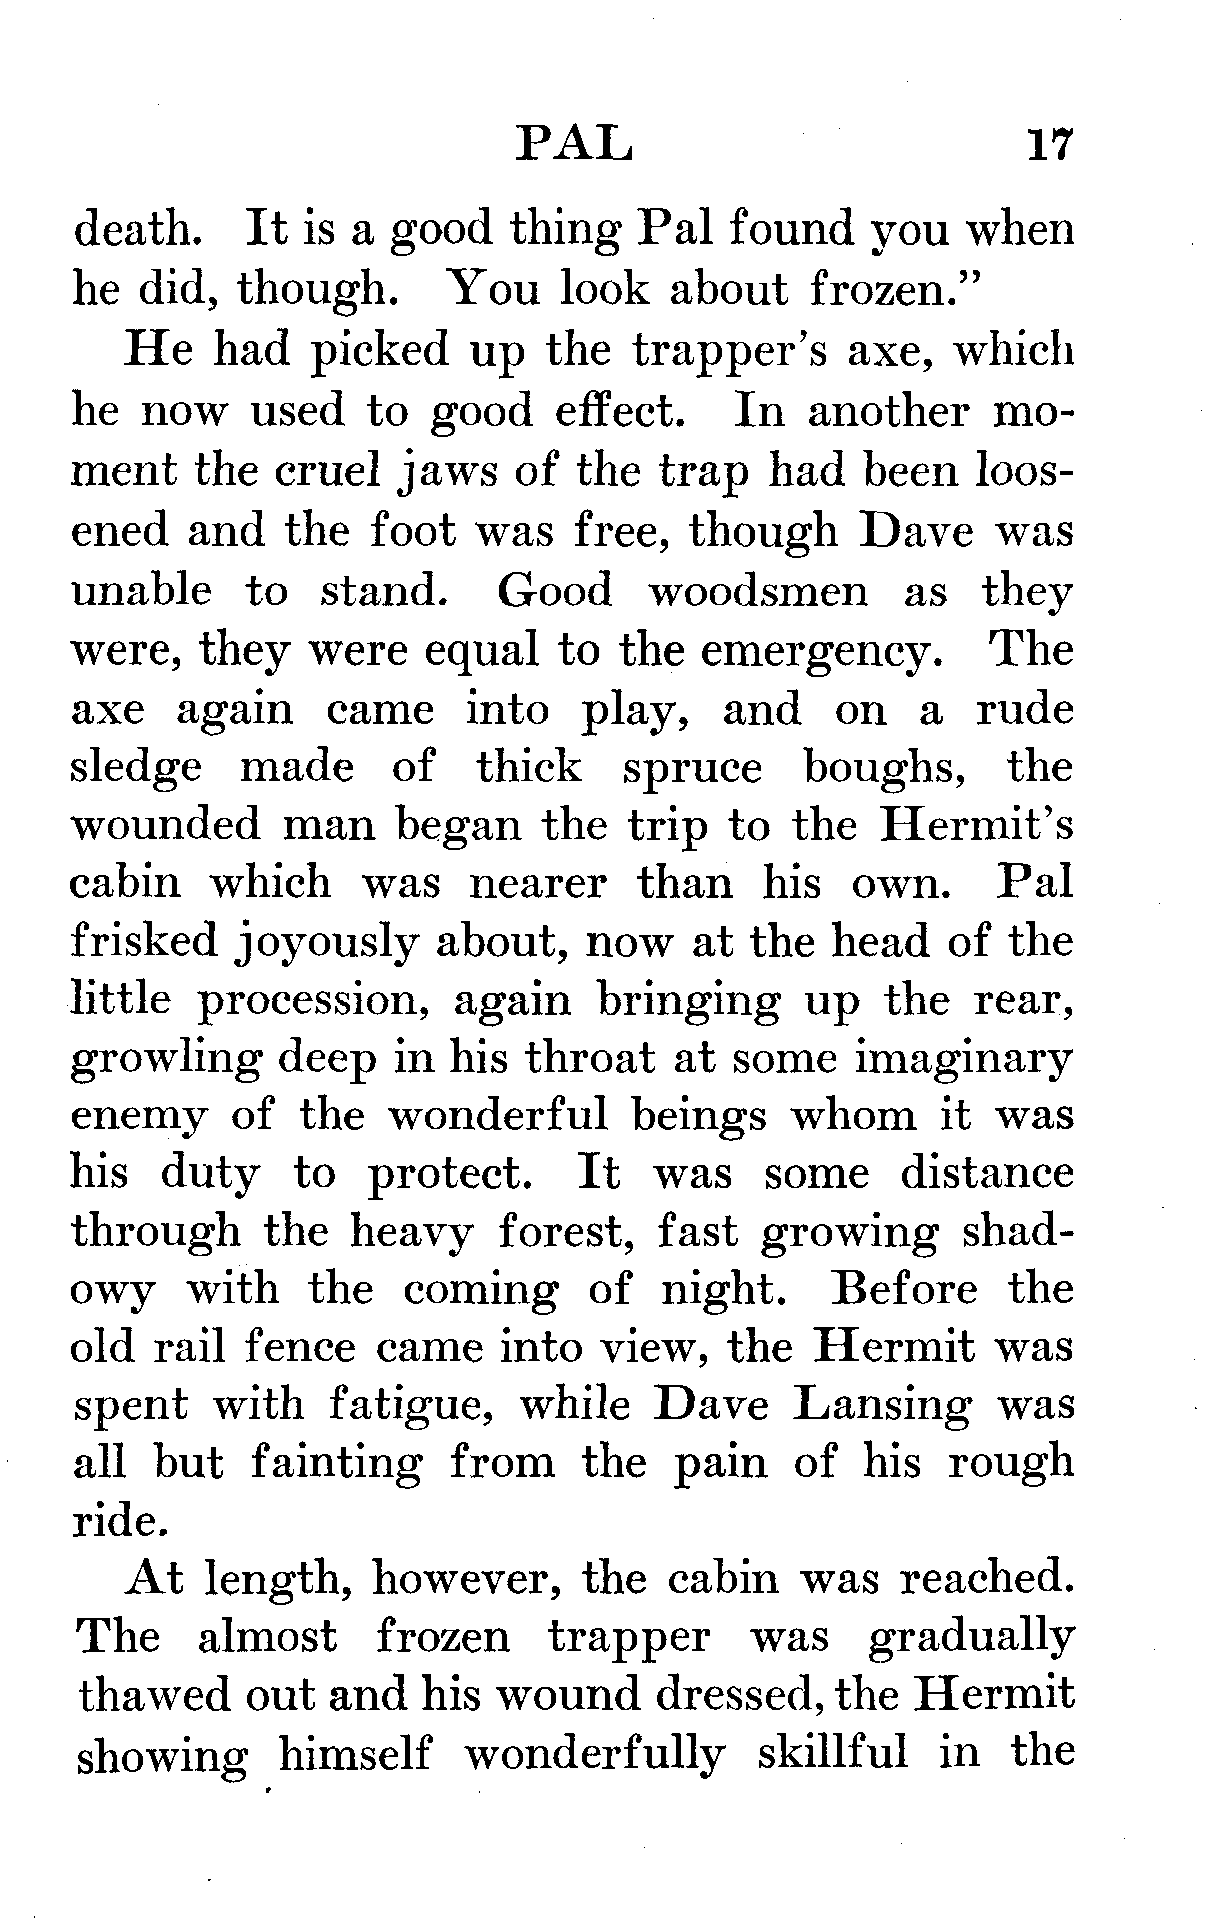 PAL 17
death. It is a good thing Pal found you when
he did, though. You look about frozen."
He had picked up the trapper's axe, which
he now used to good effect. In another mo-
ment the cruel jaws of the trap had been loos-
ened and the foot was free, though Dave was
unable to stand. Good woodsmen as they
were, they were equal to the emergency. The
axe again came into play, and on a rude
sledge made of thick spruce boughs, the
wounded man began the trip to the Hermit's
cabin which was nearer than his own. Pal
frisked joyously about, now at the head of the
little procession, again bringing up the rear,
growling deep in his throat at some imaginary
enemy of the wonderful beings whom it was
his duty to protect. It was some distance
through the heavy forest, fast growing shad-
owy with the coming of night. Before the
old rail fence came into view, the Hermit was
spent with fatigue, while Dave Lansing was
all but fainting from the pain of his rough
ride.
At length, however, the cabin was reached.
The almost frozen trapper was gradually
thawed out and his wound dressed, the Hermit
showing himself wonderfully skillful in the